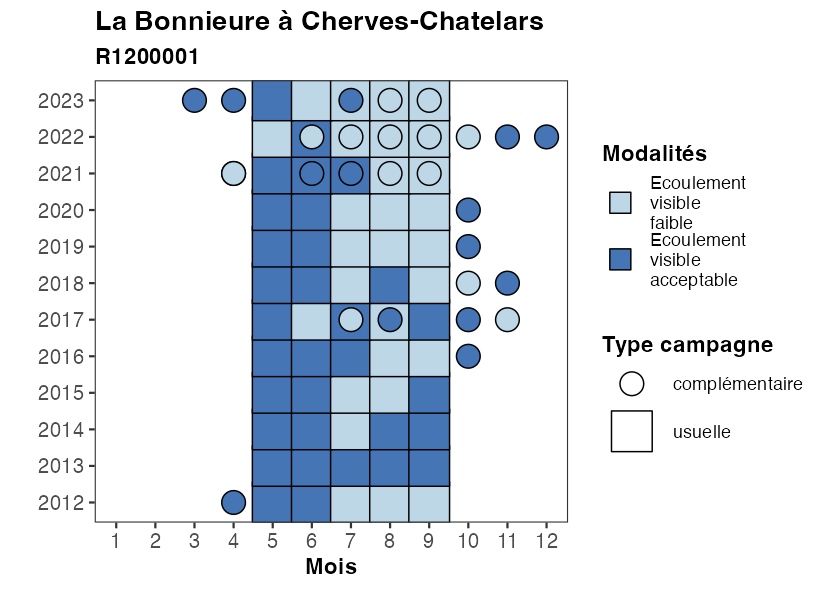 La Bonnieure à Cherves-Chatelars
R1200001
2023
2022
2021
2020
2019
2018
2017
2016
2015
2014
2013
2012
1 2 3 4 5 6 7 8 9 10 11 12
Mois
Modalités
Ecoulement
visible
faible
Ecoulement
visible
acceptable
Type campagne
complémentaire
usuelle